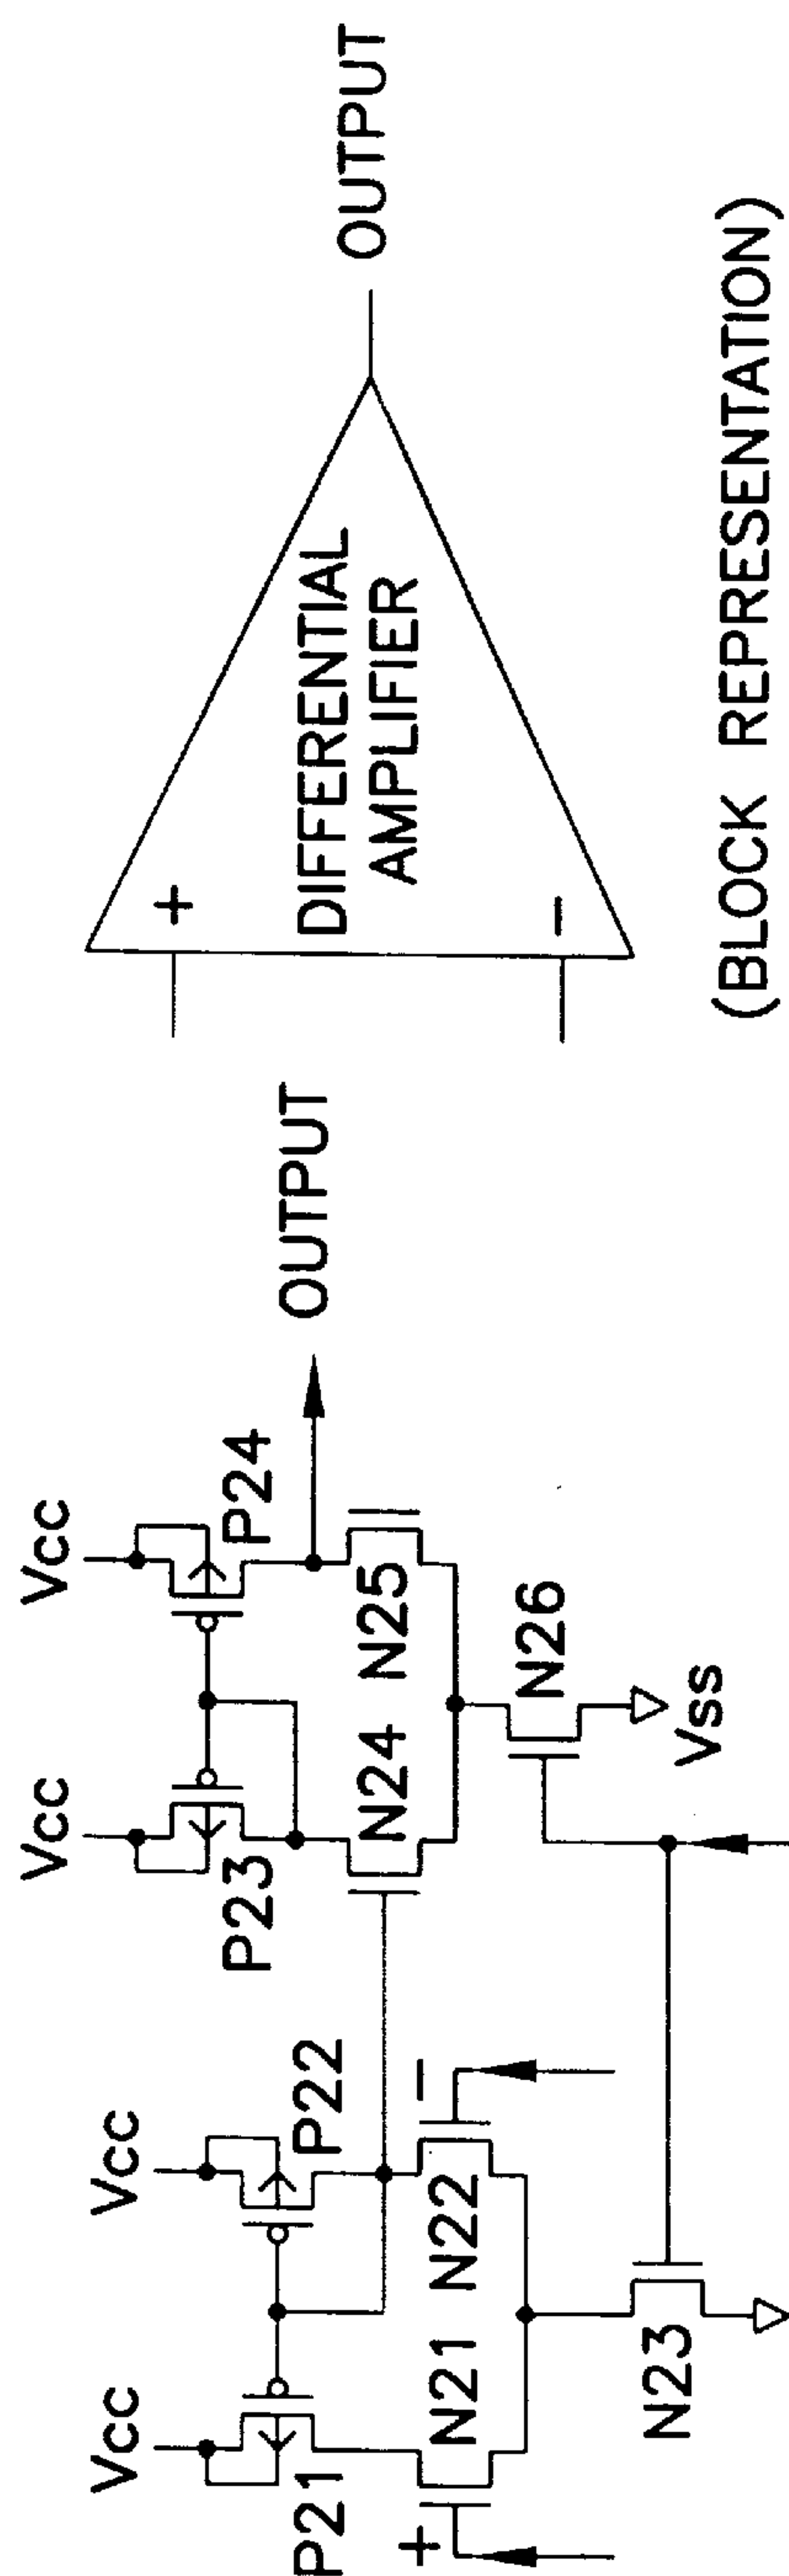 Vcc
Vcc
Vcc
Vcc
P21
P22
P23
P24
OUTPUT
+
N21
N22
−
N24
N25
N23
N26
Vss
+
DIFFERENTIAL
AMPLIFIER
−
OUTPUT
(BLOCK REPRESENTATION)